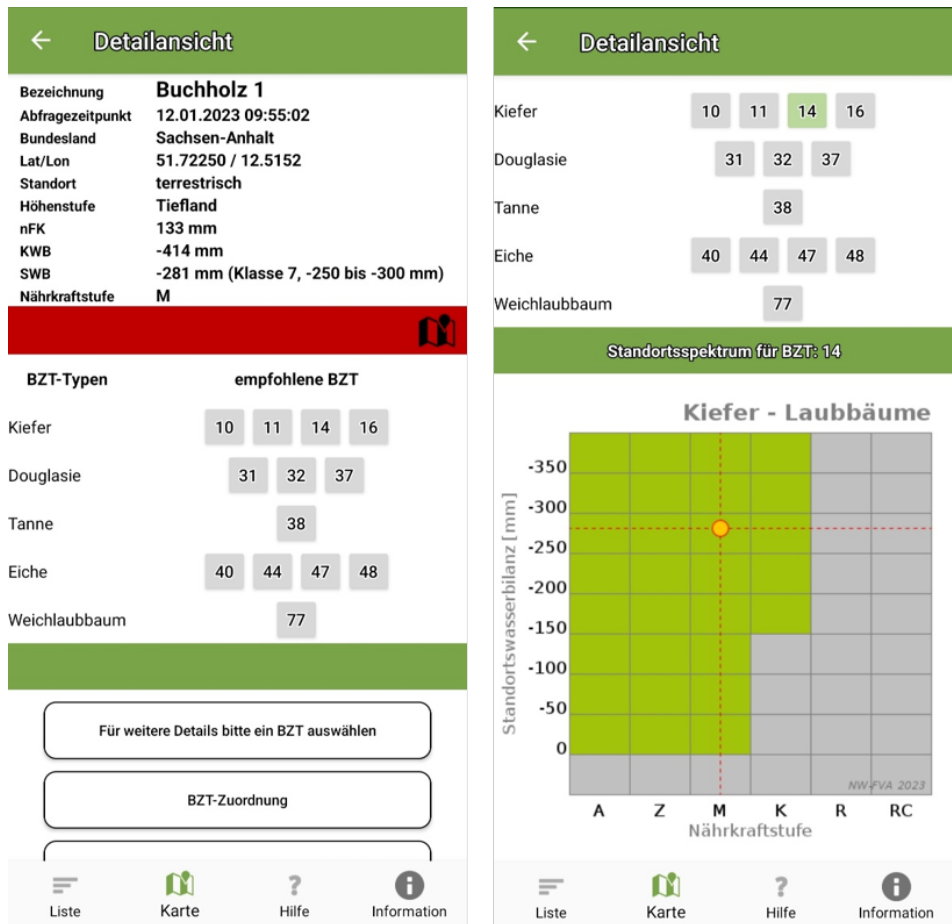 Detailansicht
Bezeichnung Buchholz 1
Abfragezeitpunkt 12.01.2023 09:55:02
Bundesland Sachsen-Anhalt
Lat/Lon 51.72250 / 12.5152
Standort terrestrisch
Höhenstufe Tiefland
nFK 133 mm
KWB -414 mm
SWB -281 mm (Klasse 7, -250 bis -300 mm)
Nährkraftstufe M
BZT-Typen empfohlene BZT
Kiefer 10 11 14 16
Douglasie 31 32 37
Tanne 38
Eiche 40 44 47 48
Weichlaubbaum 77
Für weitere Details bitte ein BZT auswählen
BZT-Zuordnung
Liste Karte Hilfe Information
Detailansicht
Kiefer 10 11 14 16
Douglasie 31 32 37
Tanne 38
Eiche 40 44 47 48
Weichlaubbaum 77
Standortsspektrum für BZT: 14
Kiefer - Laubbäume
Standortswasserbilanz [mm]
-350
-300
-250
-200
-150
-100
-50
0
NW-FVA 2023
A Z M K R RC
Nährkraftstufe
Liste Karte Hilfe Information